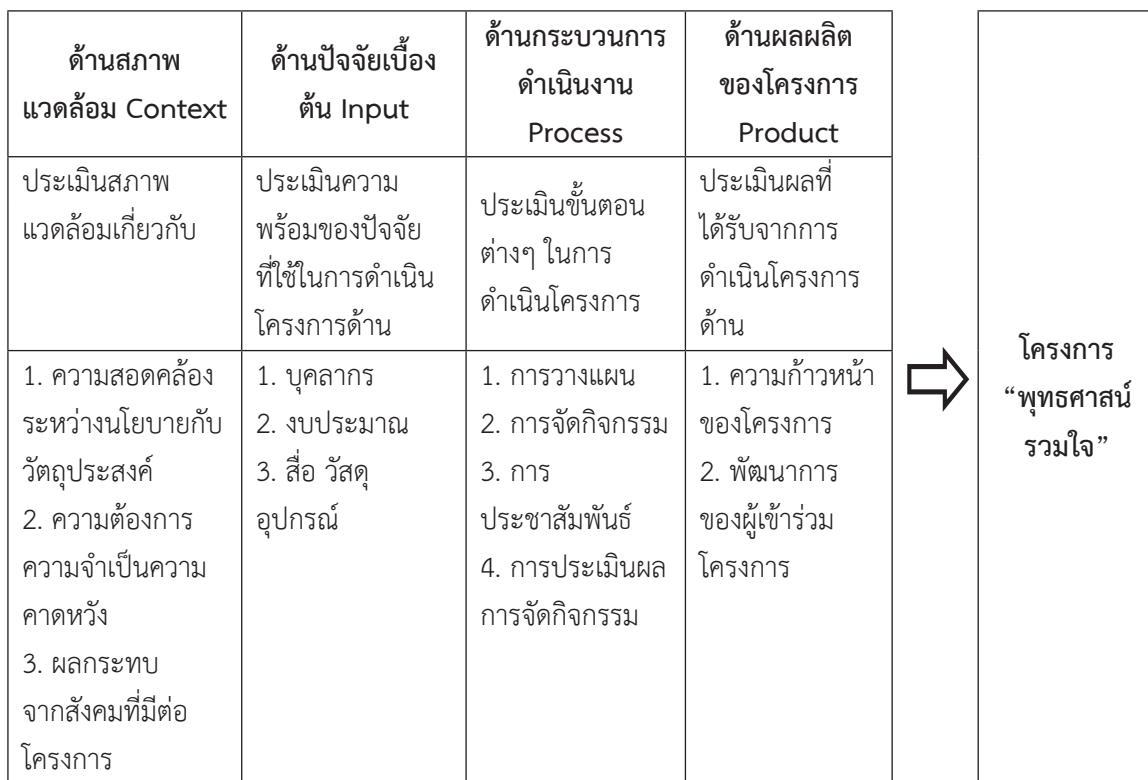 ด้านสภาพ
แวดล้อม Context
ด้านปัจจัยเบื้อง
ต้น Input
ด้านกระบวนการ
ดำเนินงาน
Process
ด้านผลผลิต
ของโครงการ
Product
ประเมินสภาพ
แวดล้อมเกี่ยวกับ
ประเมินความ
พร้อมของปัจจัย
ที่ใช้ในการดำเนิน
โครงการด้าน
ประเมินขั้นตอน
ต่างๆ ในการ
ดำเนินโครงการ
ประเมินผลที่
ได้รับจากการ
ดำเนินโครงการ
ด้าน
1. ความสอดคล้อง
ระหว่างนโยบายกับ
วัตถุประสงค์
2. ความต้องการ
ความจำเป็นความ
คาดหวัง
3. ผลกระทบ
จากสังคมที่มีต่อ
โครงการ
1. บุคลากร
2. งบประมาณ
3. สื่อ วัสดุ
อุปกรณ์
1. การวางแผน
2. การจัดกิจกรรม
3. การ
ประชาสัมพันธ์
4. การประเมินผล
การจัดกิจกรรม
1. ความก้าวหน้า
ของโครงการ
2. พัฒนาการ
ของผู้เข้าร่วม
โครงการ
โครงการ
“พุทธศาสน์
รวมใจ”